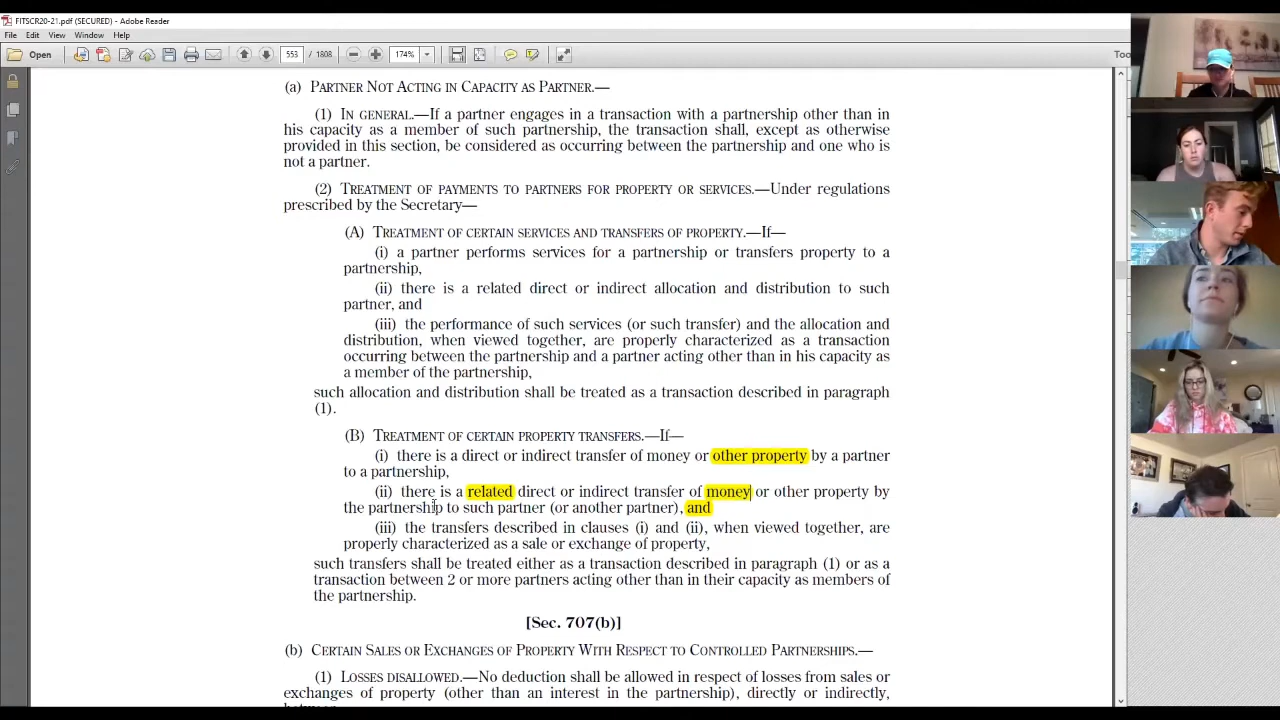 FITSCR20-21.pdf (SECURED) - Adobe Reader
File Edit View Window Help
Open 553 / 1808 174% Too
(a) PARTNER NOT ACTING IN CAPACITY AS PARTNER.—
(1) IN GENERAL.—If a partner engages in a transaction with a partnership other than in
his capacity as a member of such partnership, the transaction shall, except as otherwise
provided in this section, be considered as occurring between the partnership and one who is
not a partner.
(2) TREATMENT OF PAYMENTS TO PARTNERS FOR PROPERTY OR SERVICES.—Under regulations
prescribed by the Secretary—
(A) TREATMENT OF CERTAIN SERVICES AND TRANSFERS OF PROPERTY.—If—
(i) a partner performs services for a partnership or transfers property to a
partnership,
(ii) there is a related direct or indirect allocation and distribution to such
partner, and
(iii) the performance of such services (or such transfer) and the allocation and
distribution, when viewed together, are properly characterized as a transaction
occurring between the partnership and a partner acting other than in his capacity as
a member of the partnership,
such allocation and distribution shall be treated as a transaction described in paragraph
(1).
(B) TREATMENT OF CERTAIN PROPERTY TRANSFERS.—If—
(i) there is a direct or indirect transfer of money or other property by a partner
to a partnership,
(ii) there is a related direct or indirect transfer of money or other property by
the partnership to such partner (or another partner), and
(iii) the transfers described in clauses (i) and (ii), when viewed together, are
properly characterized as a sale or exchange of property,
such transfers shall be treated either as a transaction described in paragraph (1) or as a
transaction between 2 or more partners acting other than in their capacity as members of
the partnership.
[Sec. 707(b)]
(b) CERTAIN SALES OR EXCHANGES OF PROPERTY WITH RESPECT TO CONTROLLED PARTNERSHIPS.—
(1) LOSSES DISALLOWED.—No deduction shall be allowed in respect of losses from sales or
exchanges of property (other than an interest in the partnership), directly or indirectly,